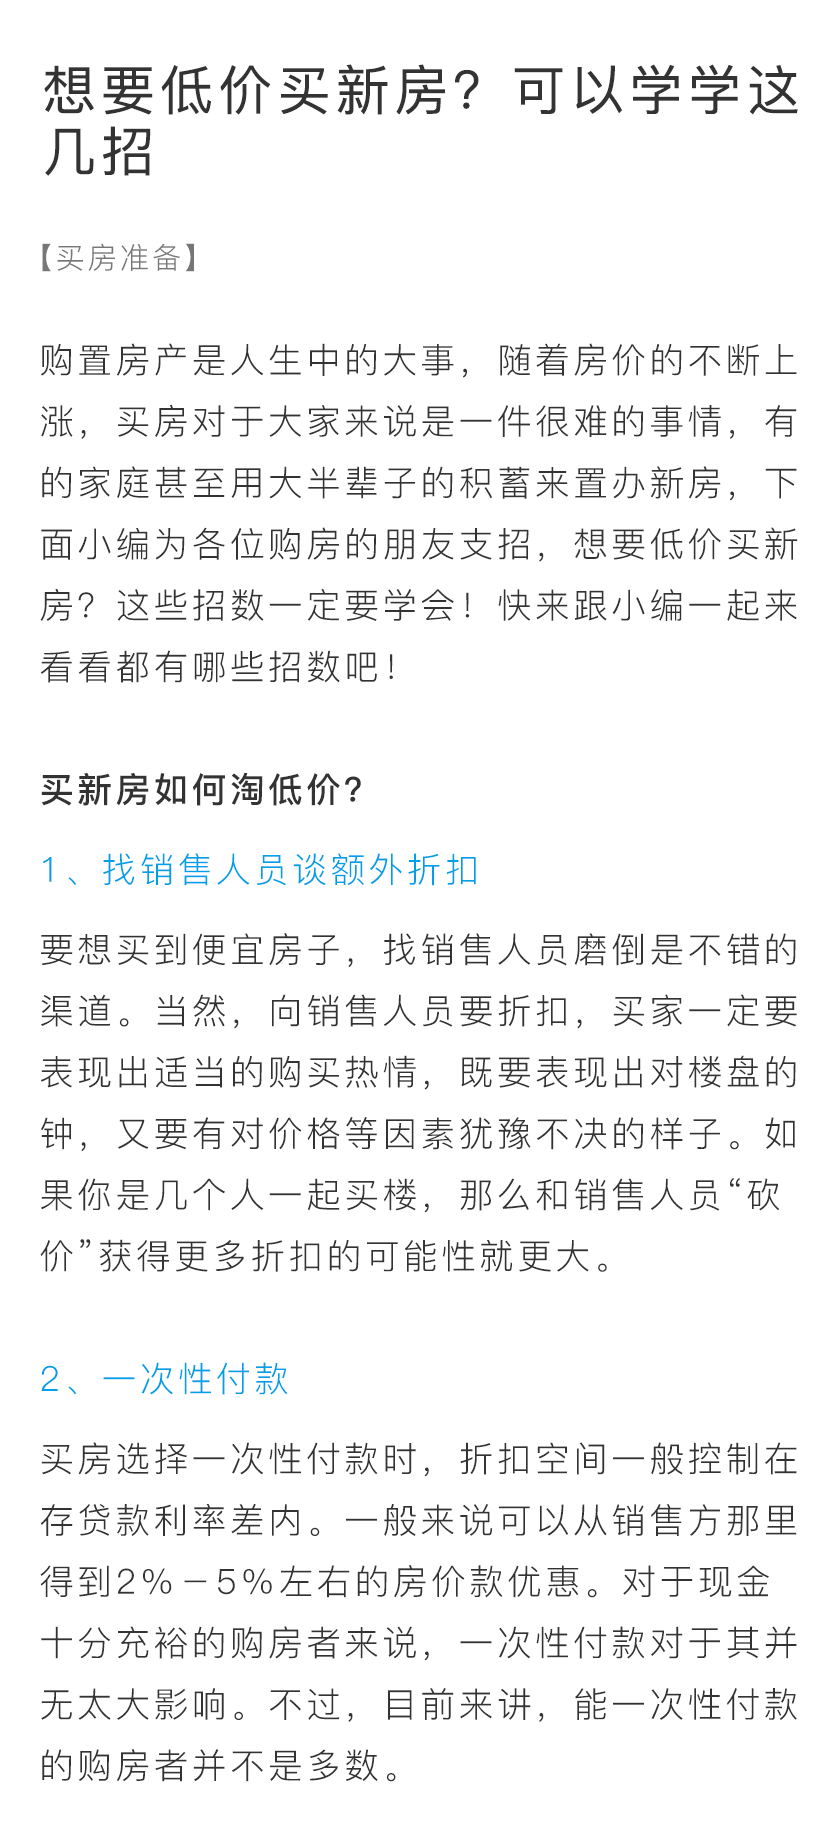 想要低价买新房？可以学学这
几招
【买房准备】
购置房产是人生中的大事，随着房价的不断上
涨，买房对于大家来说是一件很难的事情，有
的家庭甚至用大半辈子的积蓄来置办新房，下
面小编为各位购房的朋友支招，想要低价买新
房？这些招数一定要学会！快来跟小编一起来
看看都有哪些招数吧！
买新房如何淘低价？
1、找销售人员谈额外折扣
要想买到便宜房子，找销售人员磨倒是不错的
渠道。当然，向销售人员要折扣，买家一定要
表现出适当的购买热情，既要表现出对楼盘的
钟，又要有对价格等因素犹豫不决的样子。如
果你是几个人一起买楼，那么和销售人员“砍
价”获得更多折扣的可能性就更大。
2、一次性付款
买房选择一次性付款时，折扣空间一般控制在
存贷款利率差内。一般来说可以从销售方那里
得到2%－5%左右的房价款优惠。对于现金
十分充裕的购房者来说，一次性付款对于其并
无太大影响。不过，目前来讲，能一次性付款
的购房者并不是多数。